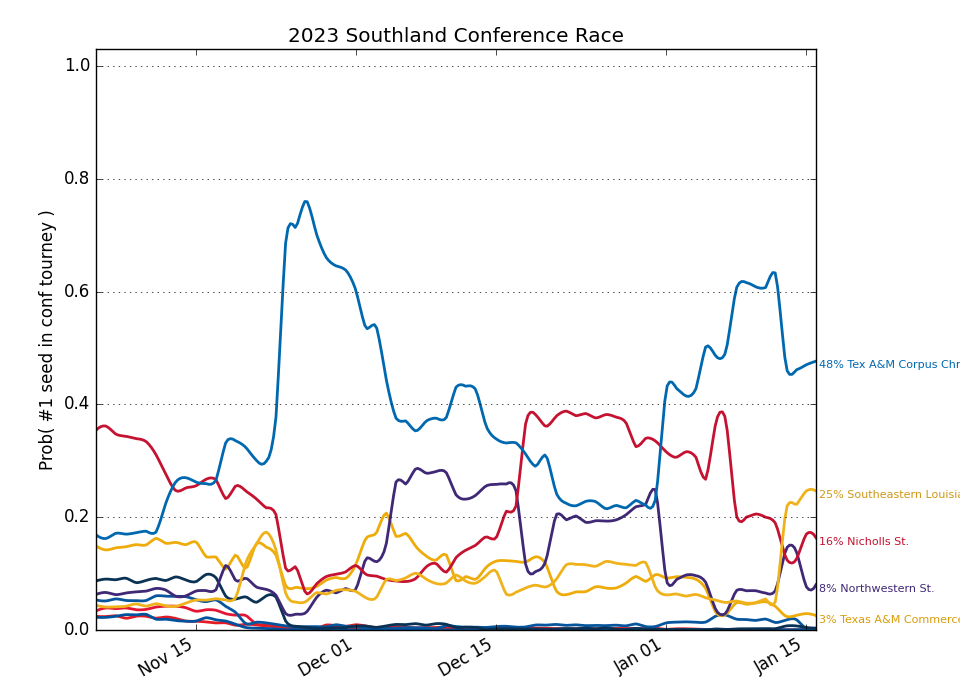 2023 Southland Conference Race
Prob( #1 seed in conf tourney )
1.0
0.8
0.6
0.4
0.2
0.0
Nov 15
Dec 01
Dec 15
Jan 01
Jan 15
48% Tex A&M Corpus Chr
25% Southeastern Louisia
16% Nicholls St.
8% Northwestern St.
3% Texas A&M Commerce